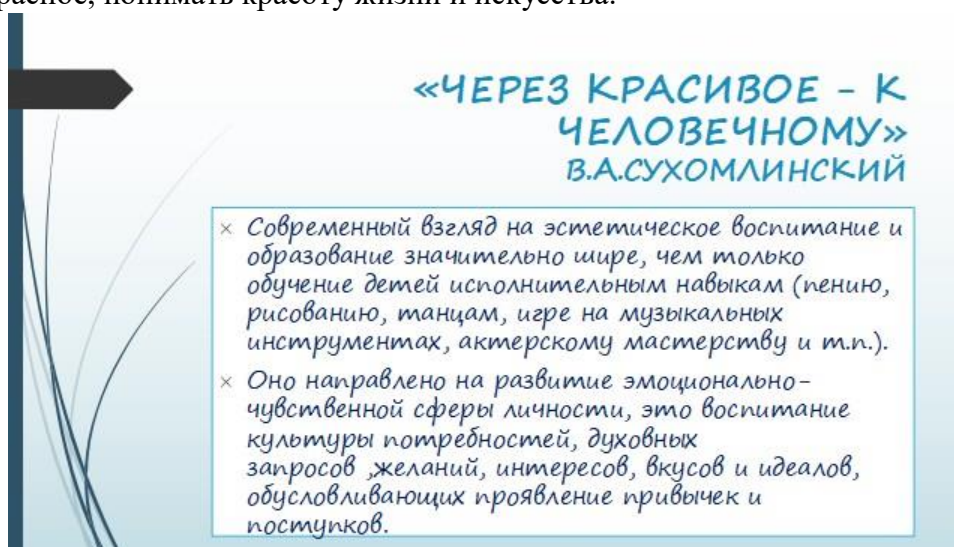 понимать красоту жизни и искусства.
«ЧЕРЕЗ КРАСИВОЕ - К
ЧЕЛОВЕЧНОМУ»
В.А.СУХОМЛИНСКИЙ
× Современный взгляд на эстетическое воспитание и
образование значительно шире, чем только
обучение детей исполнительным навыкам (пению,
рисованию, танцам, игре на музыкальных
инструментах, актерскому мастерству и т.п.).
× Оно направлено на развитие эмоционально-
чувственной сферы личности, это воспитание
культуры потребностей, духовных
запросов ,желаний, интересов, вкусов и идеалов,
обусловливающих проявление привычек и
поступков.